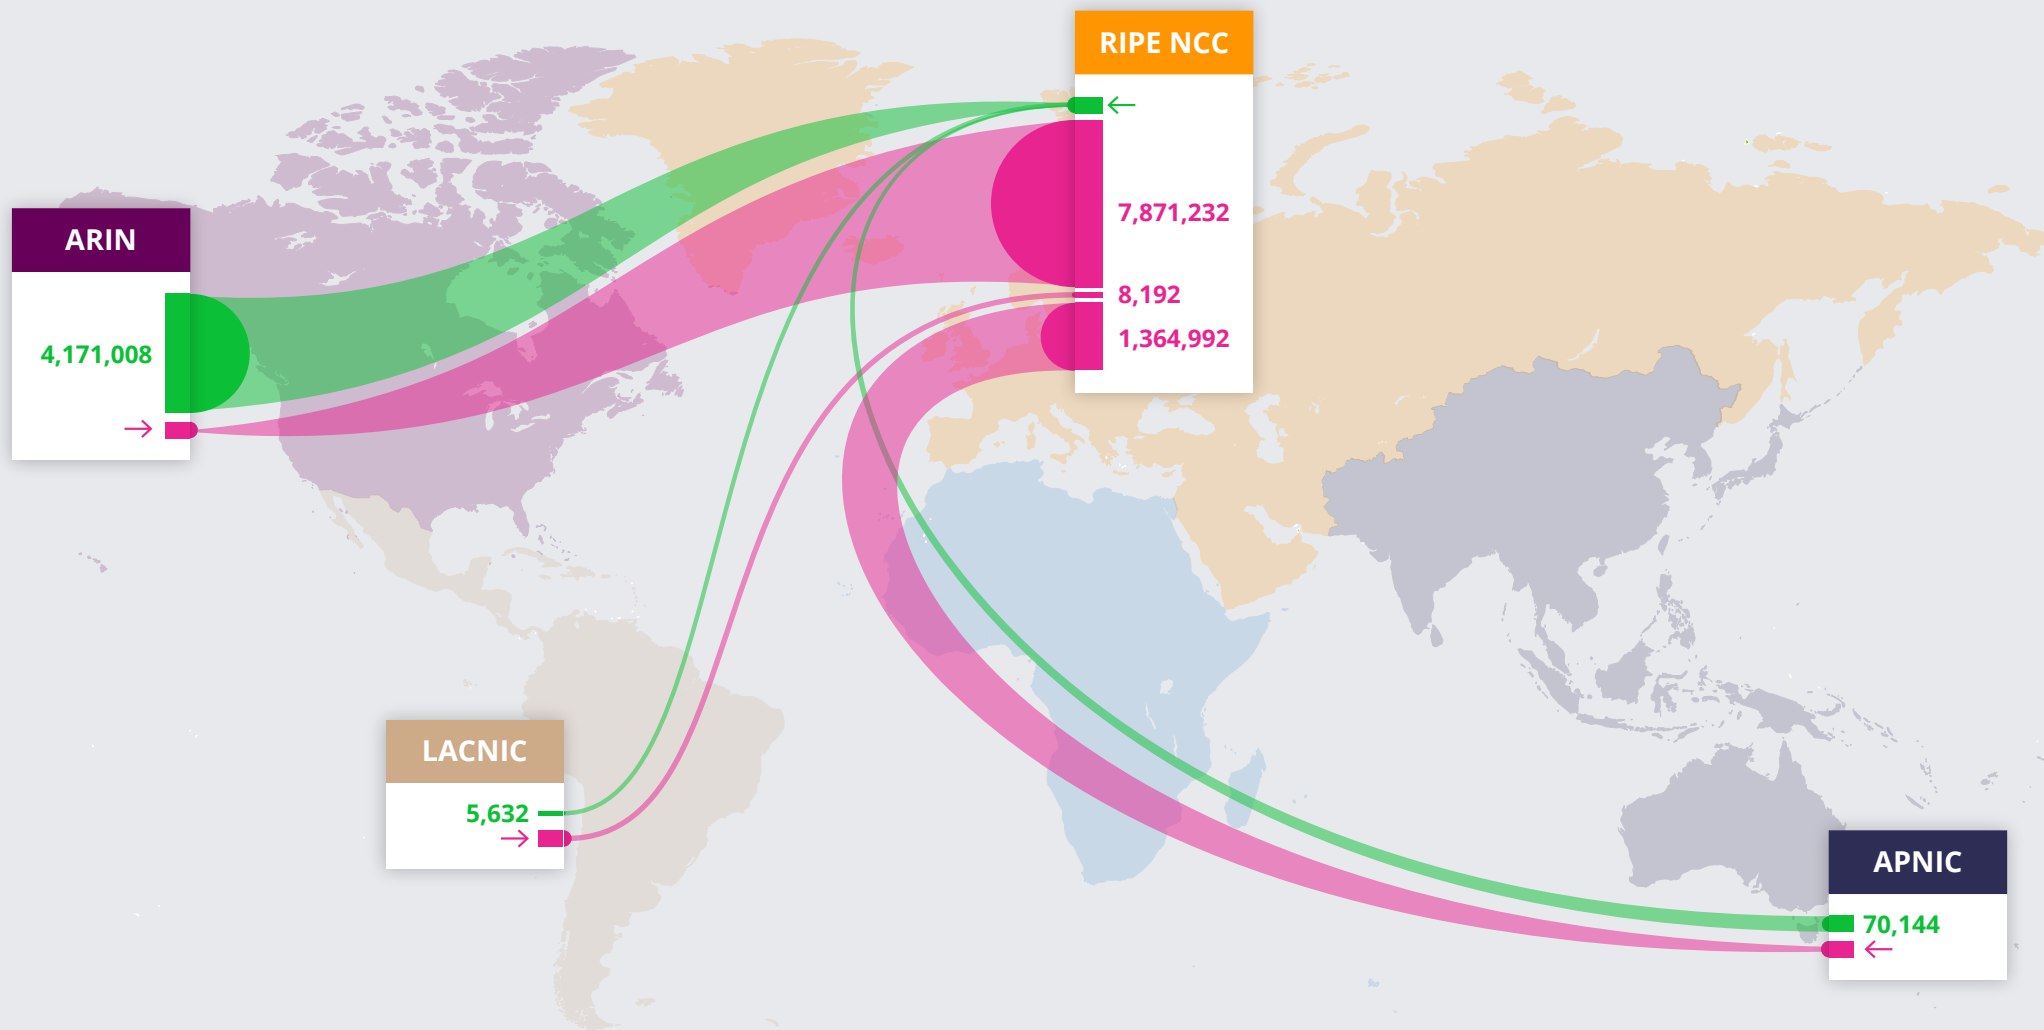 RIPE NCC
7,871,232
8,192
1,364,992
ARIN
4,171,008
LACNIC
5,632
APNIC
70,144